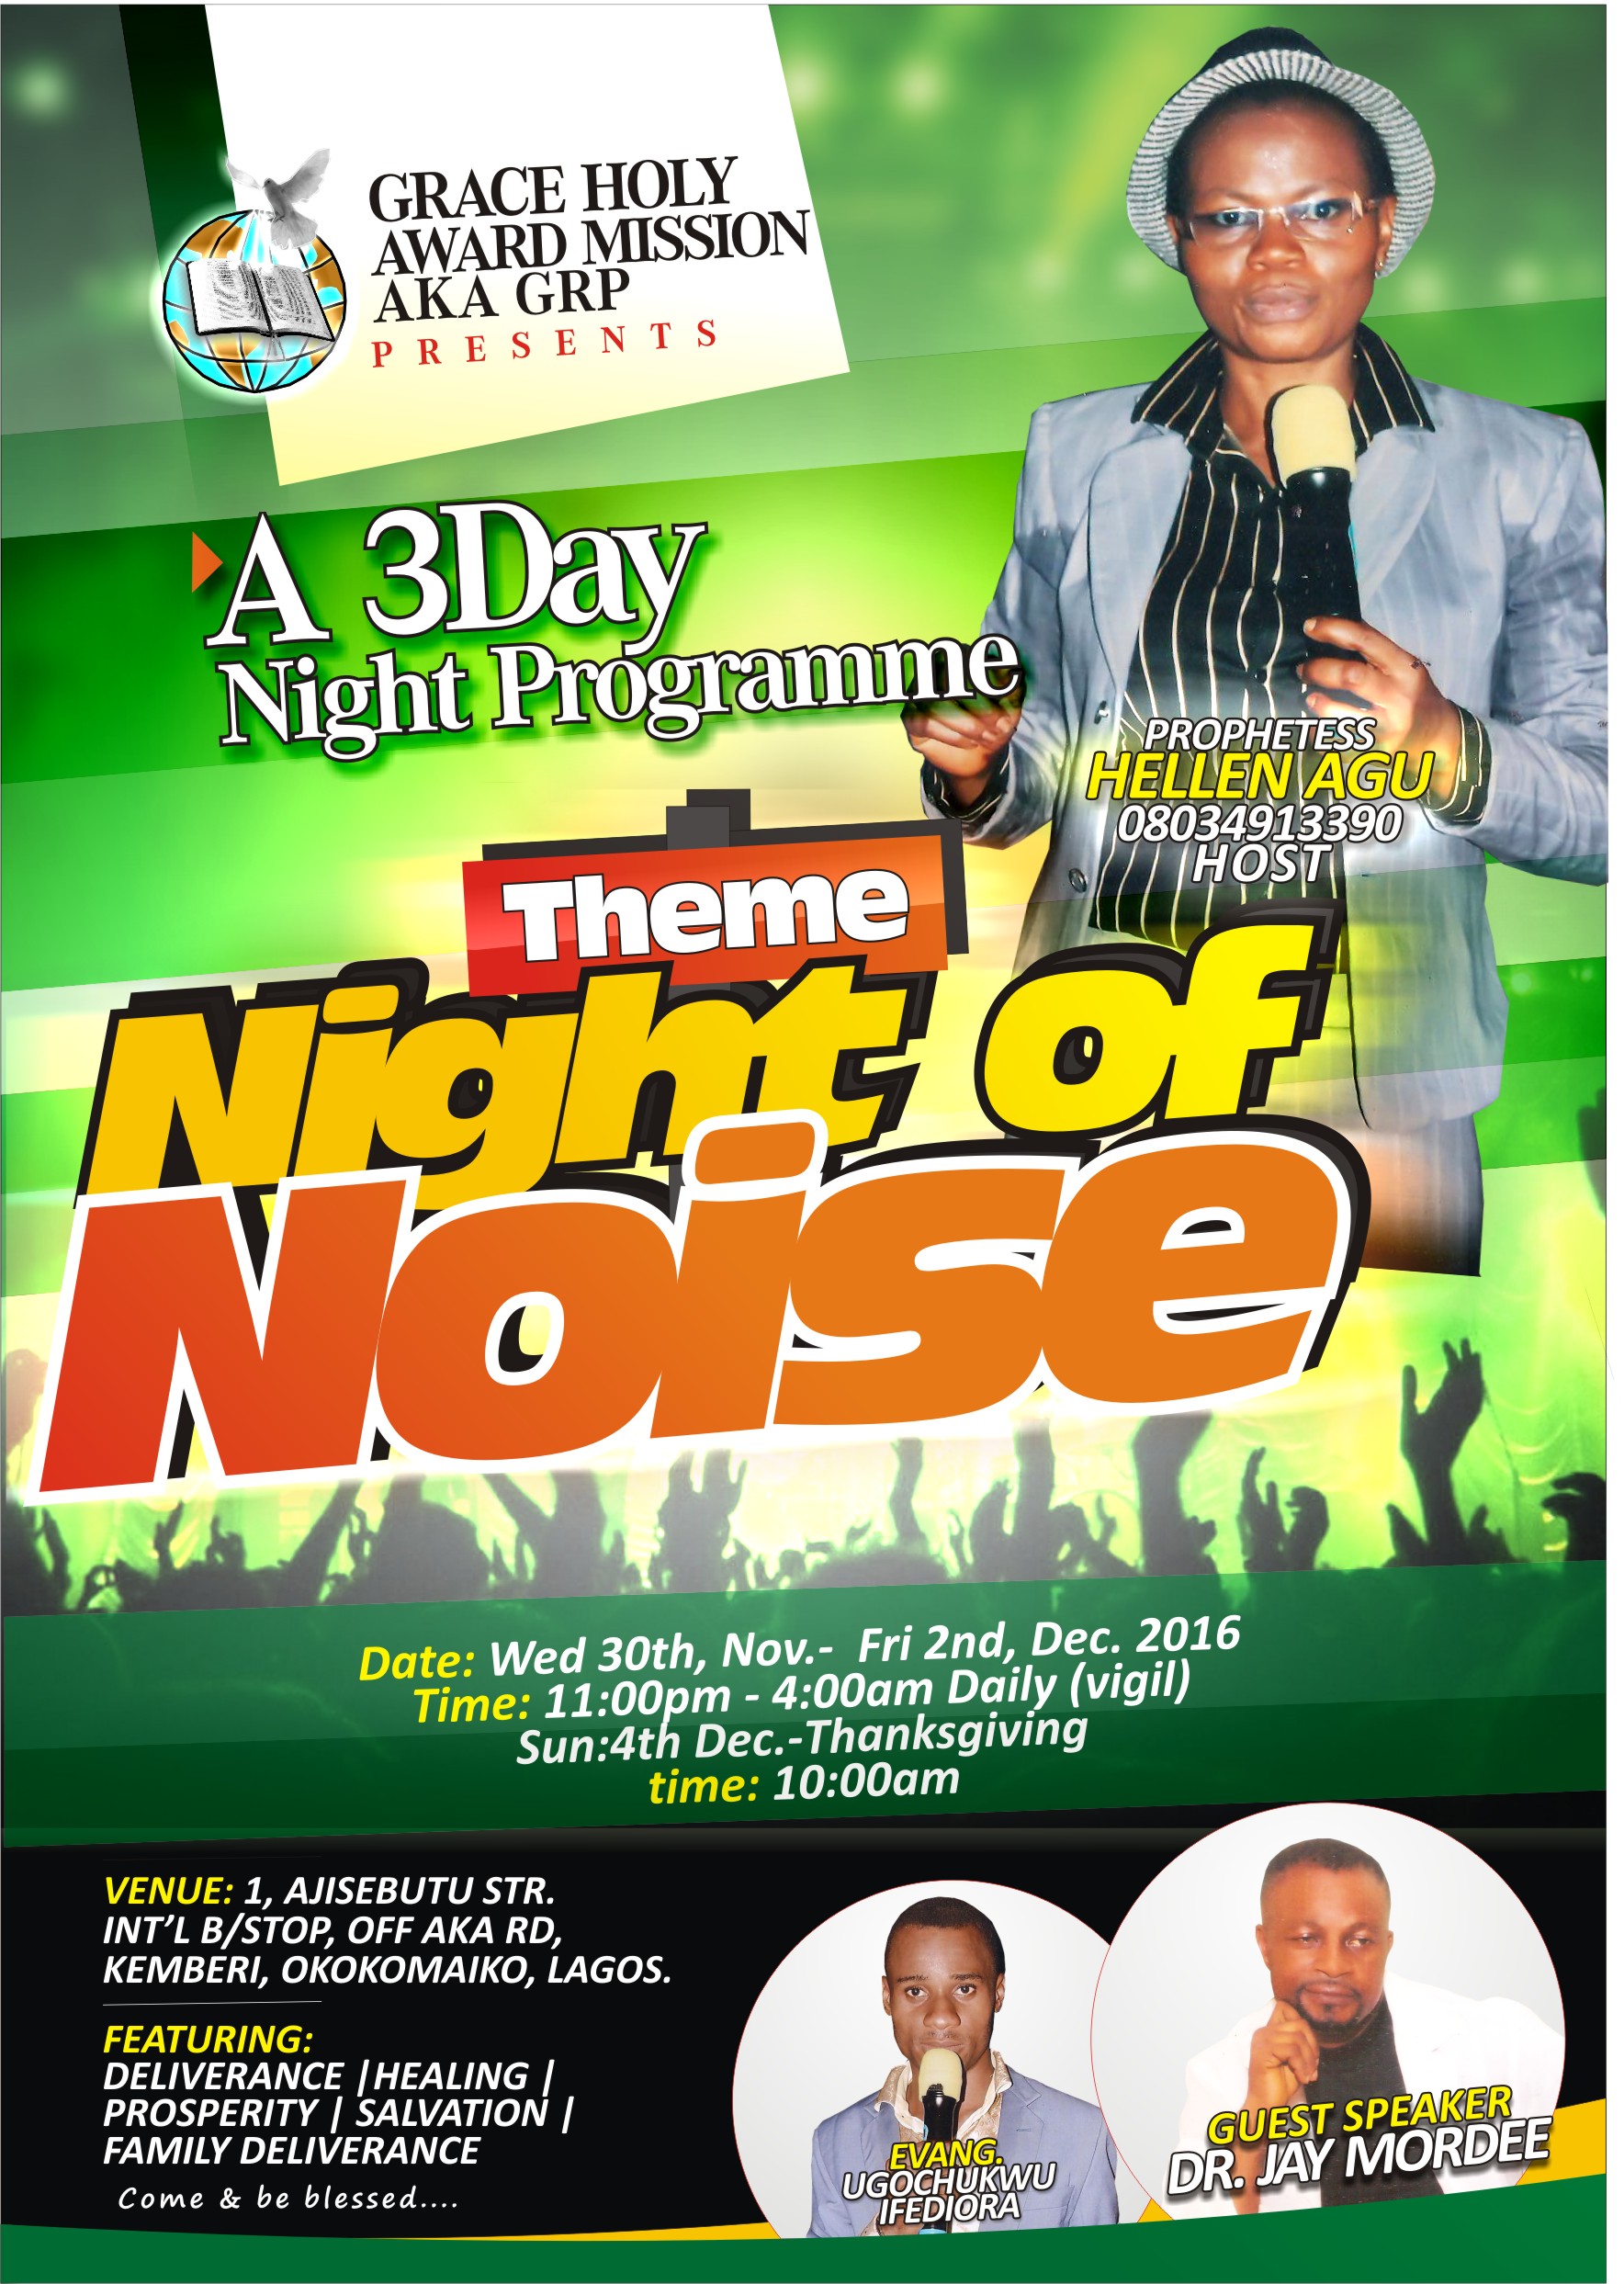 GRACE HOLY
AWARD MISSION
AKA GRP
PRESENTS
A 3Day
Night Programme
PROPHETESS
HELLEN AGU
08034913390
HOST
Theme
Night of
Noise
Date: Wed 30th, Nov.- Fri 2nd, Dec. 2016
Time: 11:00pm - 4:00am Daily (vigil)
Sun:4th Dec.-Thanksgiving
time: 10:00am
VENUE: 1, AJISEBUTU STR.
INT'L B/STOP, OFF AKA RD,
KEMBERI, OKOKOMAIKO, LAGOS.
FEATURING:
DELIVERANCE |HEALING |
PROSPERITY | SALVATION |
FAMILY DELIVERANCE
Come & be blessed....
EVANG.
UGOCHUKWU
IFEDIORA
GUEST SPEAKER
DR. JAY MORDEE